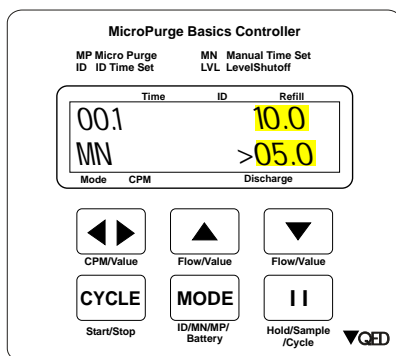 MicroPurge Basics Controller
MP Micro Purge MN Manual Time Set
ID ID Time Set LVL LevelShutoff
Time ID Refill
00.1 10.0
MN >05.0
Mode CPM Discharge
CPM/Value Flow/Value Flow/Value
CYCLE MODE II
Start/Stop ID/MN/MP/ Hold/Sample
Battery /Cycle
QED